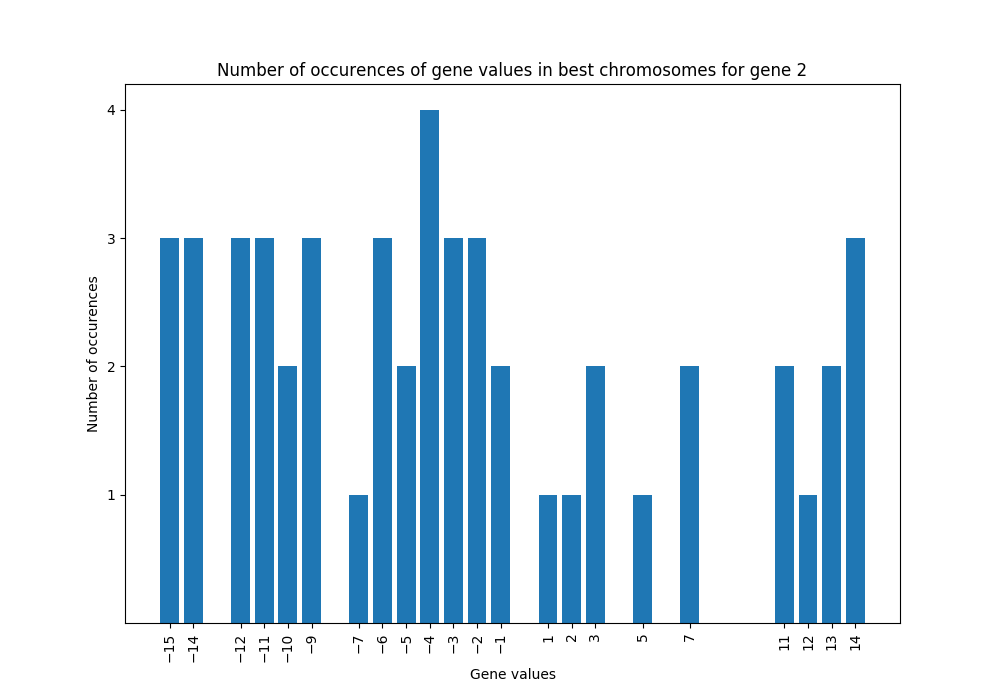 Number of occurences of gene values in best chromosomes for gene 2
4
3
2
1
Number of occurences
−15 −14 −12 −11 −10 −9 −7 −6 −5 −4 −3 −2 −1 1 2 3 5 7 11 12 13 14
Gene values